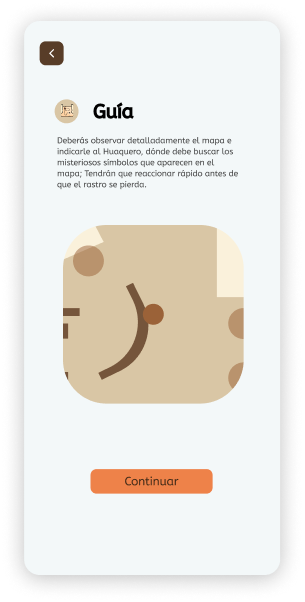 Guía
Deberás observar detalladamente el mapa e
indicarle al Huaquero, dónde debe buscar los
misteriosos símbolos que aparecen en el
mapa; Tendrán que reaccionar rápido antes de
que el rastro se pierda.
Continuar